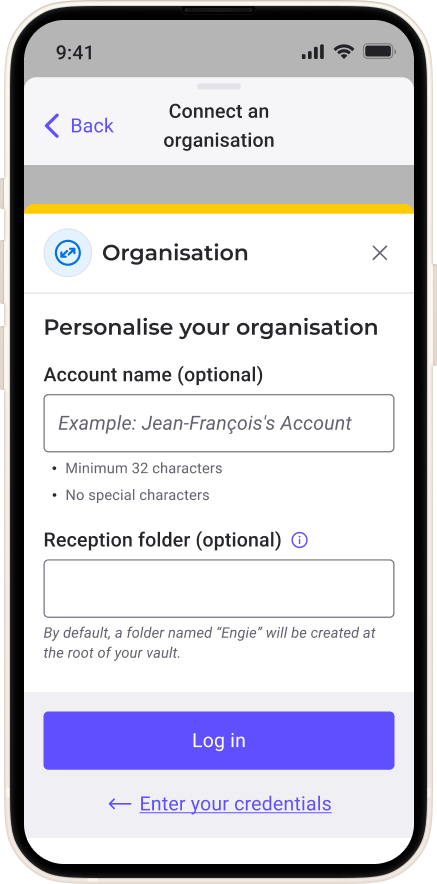 9:41
Back
Connect an
organisation
Organisation
Personalise your organisation
Account name (optional)
Example: Jean-François's Account
• Minimum 32 characters
• No special characters
Reception folder (optional)
By default, a folder named “Engie” will be created at
the root of your vault.
Log in
Enter your credentials